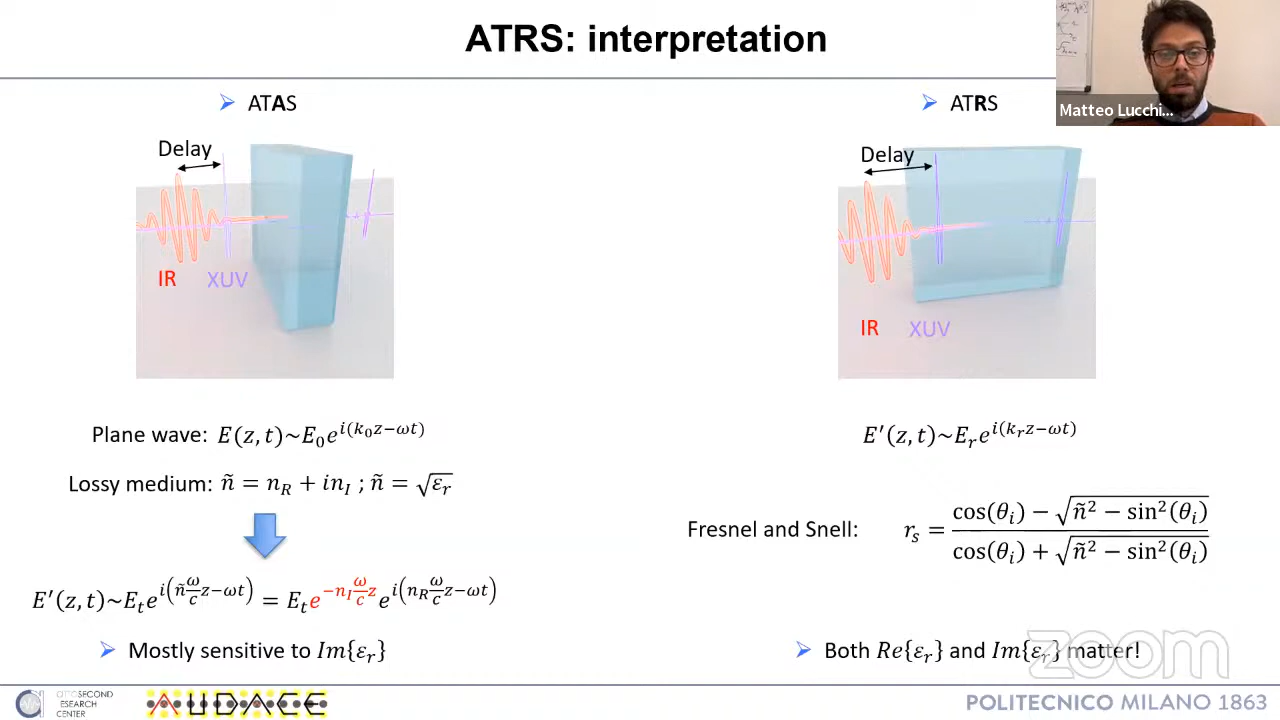 ATRS: interpretation
Matteo Lucchi...
➢ ATAS
Delay
IR XUV
Plane wave: E(z, t)~E₀e^{i(k₀z−ωt)}
Lossy medium: ñ = n_R + in_I ; ñ = √ε_r
E′(z, t)~E_t e^{i(ñ(ω/c)z−ωt)} = E_t e^{−n_I(ω/c)z} e^{i(n_R(ω/c)z−ωt)}
➢ Mostly sensitive to Im{ε_r}
➢ ATRS
Delay
IR XUV
E′(z, t)~E_r e^{i(k_r z−ωt)}
Fresnel and Snell: r_s = (cos(θ_i) − √(ñ² − sin²(θ_i))) / (cos(θ_i) + √(ñ² − sin²(θ_i)))
➢ Both Re{ε_r} and Im{ε_r} matter!
zoom
RESEARCH
CENTER
AUDACE
POLITECNICO MILANO 1863